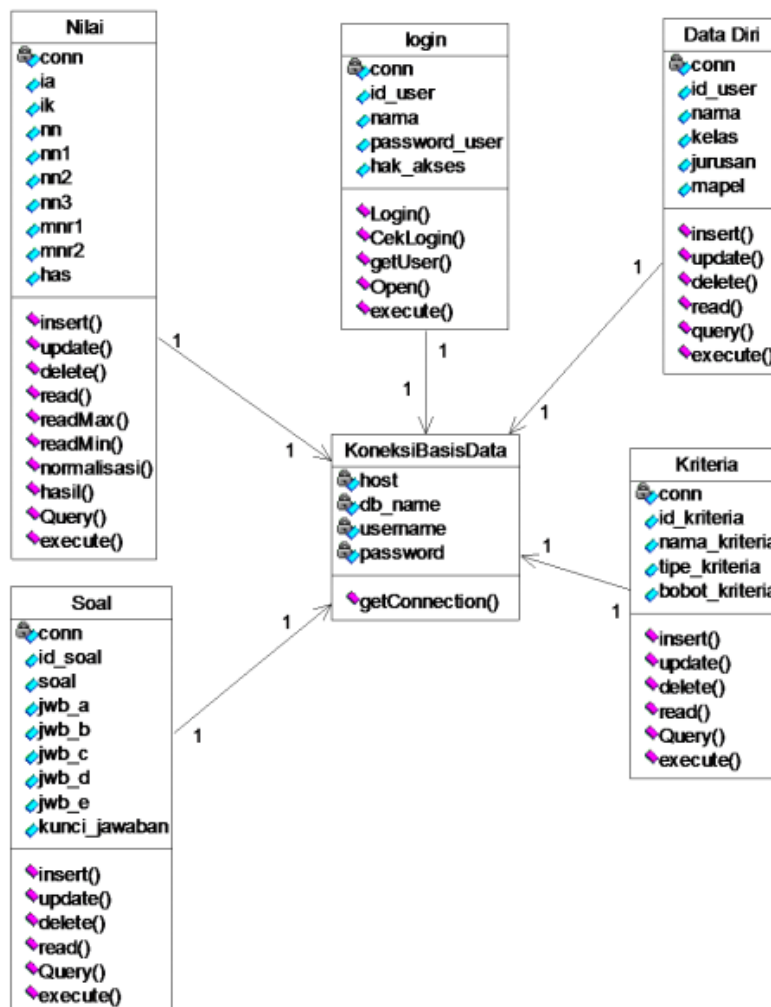 Nilai
conn
ia
ik
nn
nn1
nn2
nn3
mnr1
mnr2
has
insert()
update()
delete()
read()
readMax()
readMin()
normalisasi()
hasil()
Query()
execute()
login
conn
id_user
nama
password_user
hak_akses
Login()
CekLogin()
getUser()
Open()
execute()
Data Diri
conn
id_user
nama
kelas
jurusan
mapel
insert()
update()
delete()
read()
query()
execute()
1
1
1
1
1
1
KoneksiBasisData
host
db_name
username
password
getConnection()
Kriteria
conn
id_kriteria
nama_kriteria
tipe_kriteria
bobot_kriteria
insert()
update()
delete()
read()
Query()
execute()
1
1
Soal
conn
id_soal
soal
jwb_a
jwb_b
jwb_c
jwb_d
jwb_e
kunci_jawaban
insert()
update()
delete()
read()
Query()
execute()
1
1